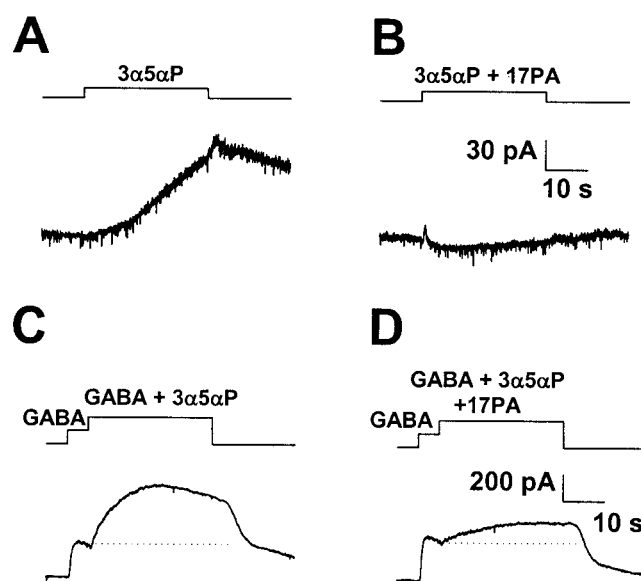 A
3α5αP
B
3α5αP + 17PA
30 pA
10 s
C
GABA
GABA + 3α5αP
D
GABA
GABA + 3α5αP
+17PA
200 pA
10 s